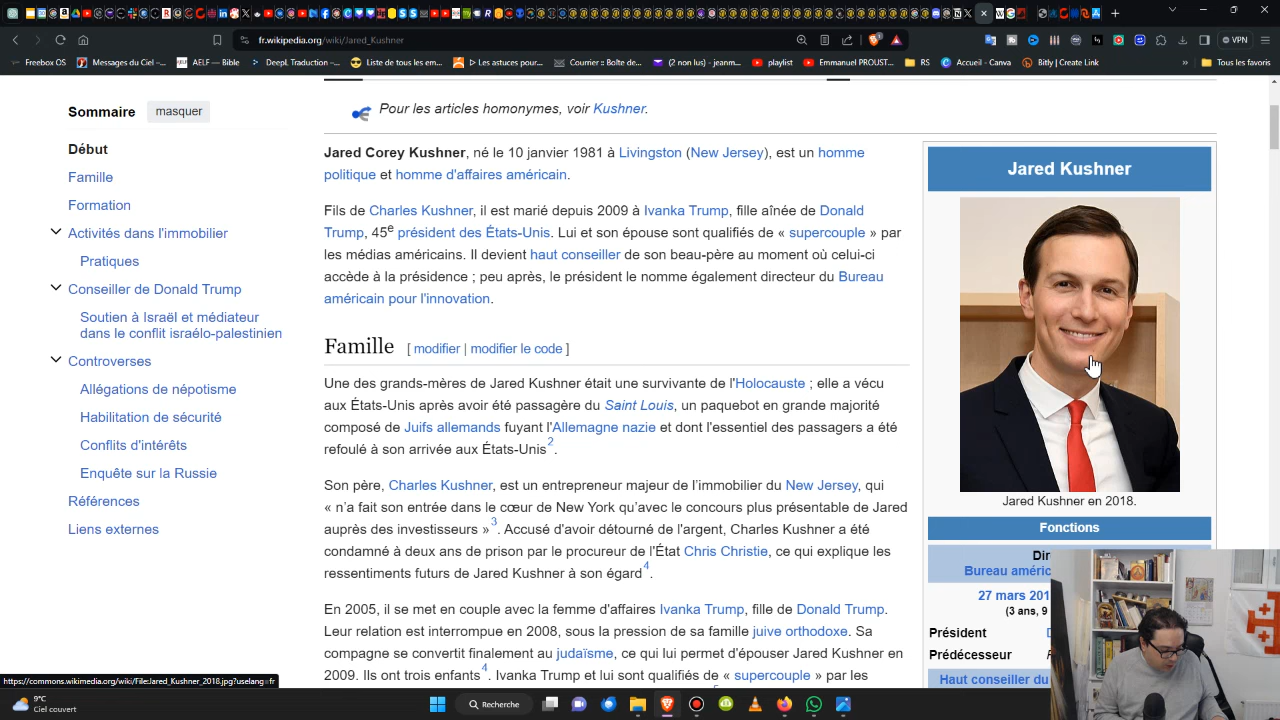 fr.wikipedia.org/wiki/Jared_Kushner
VPN
Freebox OS
Messages du Ciel -...
AELF — Bible
DeepL Traduction -...
Liste de tous les em...
Les astuces pour...
Courrier :: Boîte de...
(2 non lus) - jeanm...
playlist
Emmanuel PROUST...
RS
Accueil - Canva
Bitly | Create Link
Tous les favoris
Sommaire
masquer
Début
Famille
Formation
Activités dans l'immobilier
Pratiques
Conseiller de Donald Trump
Soutien à Israël et médiateur
dans le conflit israélo-palestinien
Controverses
Allégations de népotisme
Habilitation de sécurité
Conflits d'intérêts
Enquête sur la Russie
Références
Liens externes
Pour les articles homonymes, voir Kushner.
Jared Corey Kushner, né le 10 janvier 1981 à Livingston (New Jersey), est un homme
politique et homme d'affaires américain.
Fils de Charles Kushner, il est marié depuis 2009 à Ivanka Trump, fille aînée de Donald
Trump, 45e président des États-Unis. Lui et son épouse sont qualifiés de « supercouple » par
les médias américains. Il devient haut conseiller de son beau-père au moment où celui-ci
accède à la présidence ; peu après, le président le nomme également directeur du Bureau
américain pour l'innovation.
Famille [ modifier | modifier le code ]
Une des grands-mères de Jared Kushner était une survivante de l'Holocauste ; elle a vécu
aux États-Unis après avoir été passagère du Saint Louis, un paquebot en grande majorité
composé de Juifs allemands fuyant l'Allemagne nazie et dont l'essentiel des passagers a été
refoulé à son arrivée aux États-Unis2.
Son père, Charles Kushner, est un entrepreneur majeur de l'immobilier du New Jersey, qui
« n'a fait son entrée dans le cœur de New York qu'avec le concours plus présentable de Jared
auprès des investisseurs »3. Accusé d'avoir détourné de l'argent, Charles Kushner a été
condamné à deux ans de prison par le procureur de l'État Chris Christie, ce qui explique les
ressentiments futurs de Jared Kushner à son égard4.
En 2005, il se met en couple avec la femme d'affaires Ivanka Trump, fille de Donald Trump.
Leur relation est interrompue en 2008, sous la pression de sa famille juive orthodoxe. Sa
compagne se convertit finalement au judaïsme, ce qui lui permet d'épouser Jared Kushner en
2009. Ils ont trois enfants4. Ivanka Trump et lui sont qualifiés de « supercouple » par les
Jared Kushner
Jared Kushner en 2018.
Fonctions
Dir
Bureau améric
27 mars 201
(3 ans, 9
Président
Prédécesseur
Haut conseiller du
https://commons.wikimedia.org/wiki/File:Jared_Kushner_2018.jpg?uselang=fr
9°C
Ciel couvert
Recherche